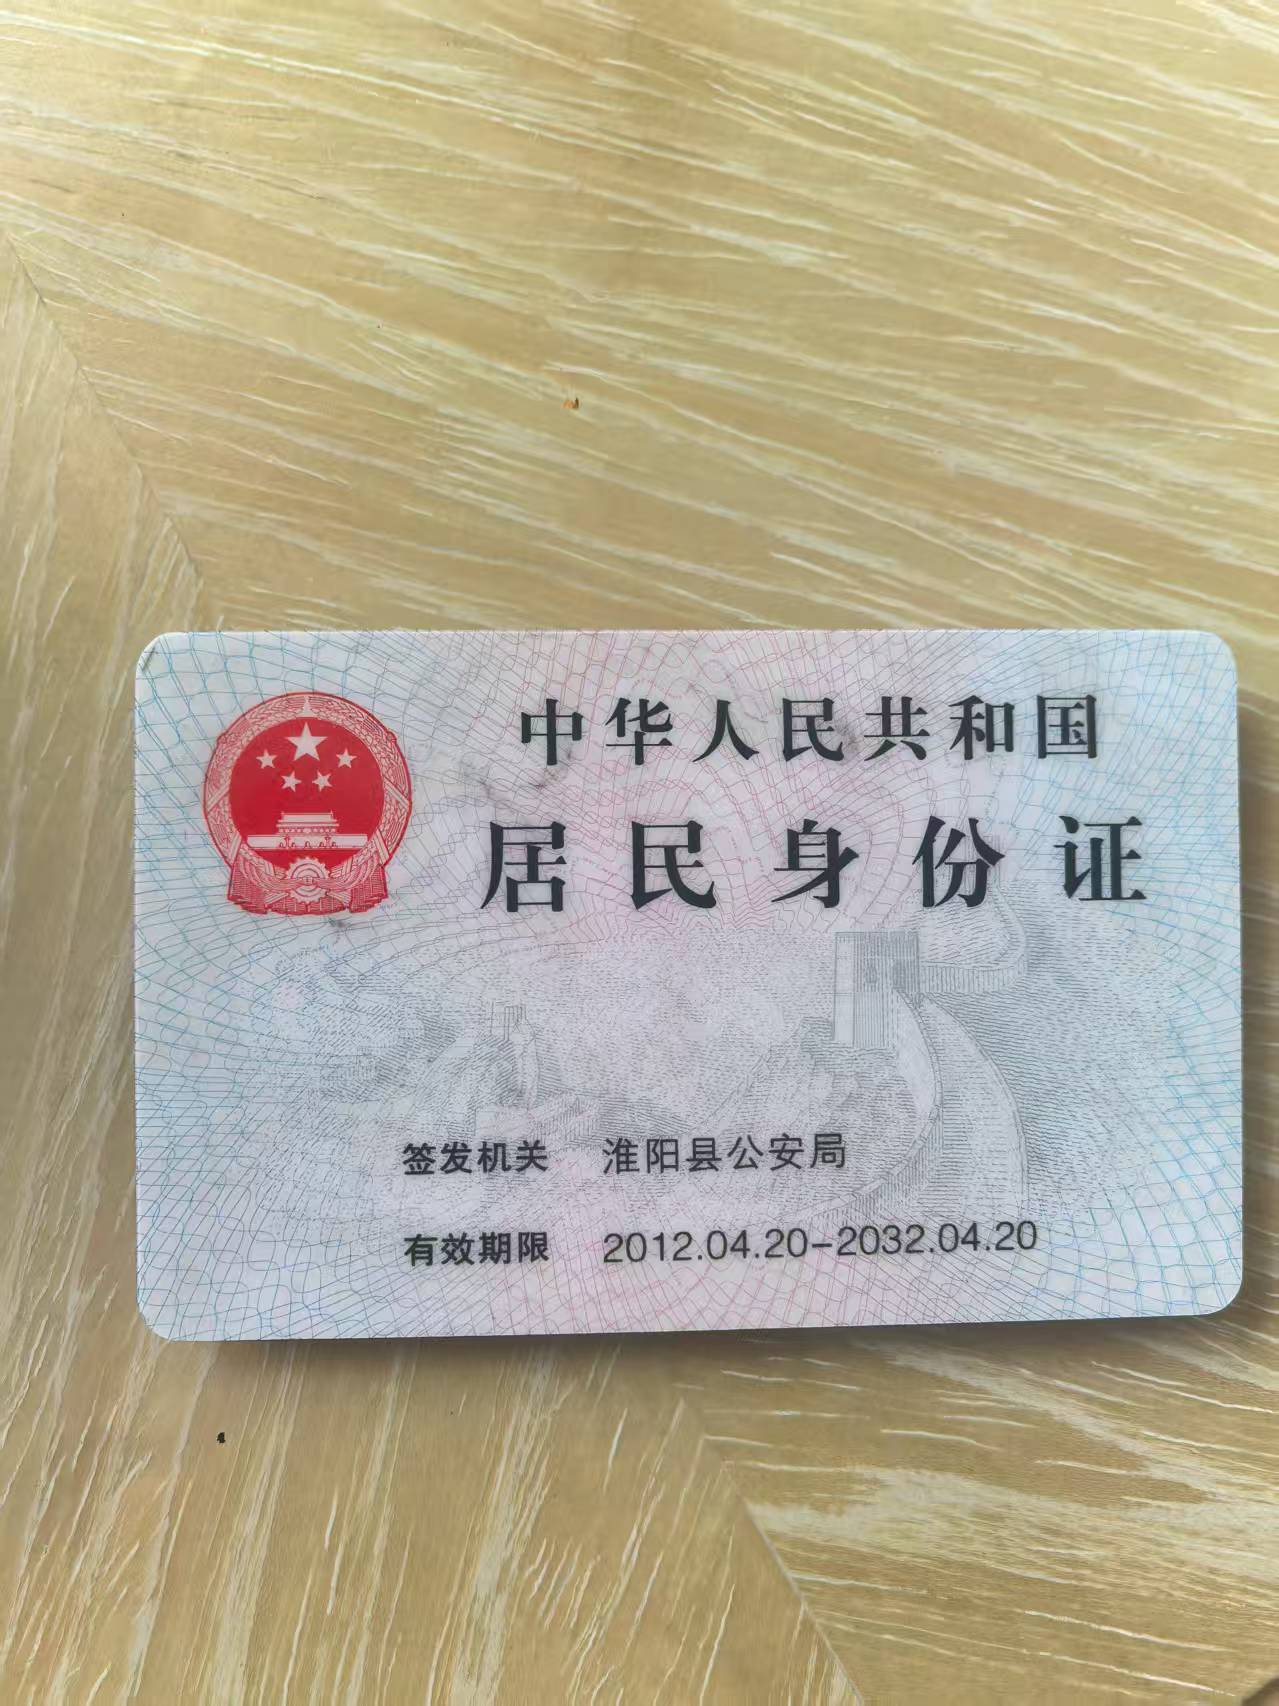 中华人民共和国
居民身份证
签发机关 淮阳县公安局
有效期限 2012.04.20-2032.04.20